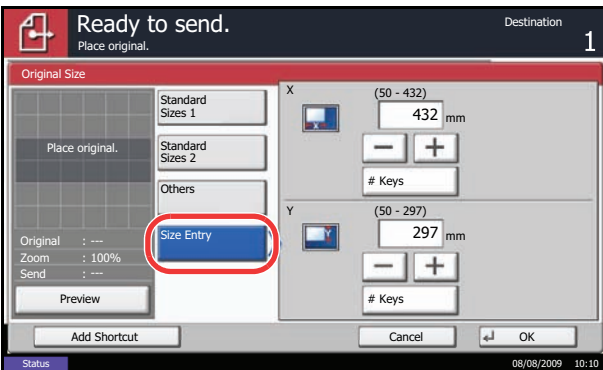 Ready to send.
Place original.
Destination
1
Original Size
Place original.
Original : ---
Zoom : 100%
Send : ---
Preview
Standard
Sizes 1
Standard
Sizes 2
Others
Size Entry
X
(50 - 432)
432 mm
# Keys
Y
(50 - 297)
297 mm
# Keys
Add Shortcut
Cancel
OK
Status
08/08/2009 10:10